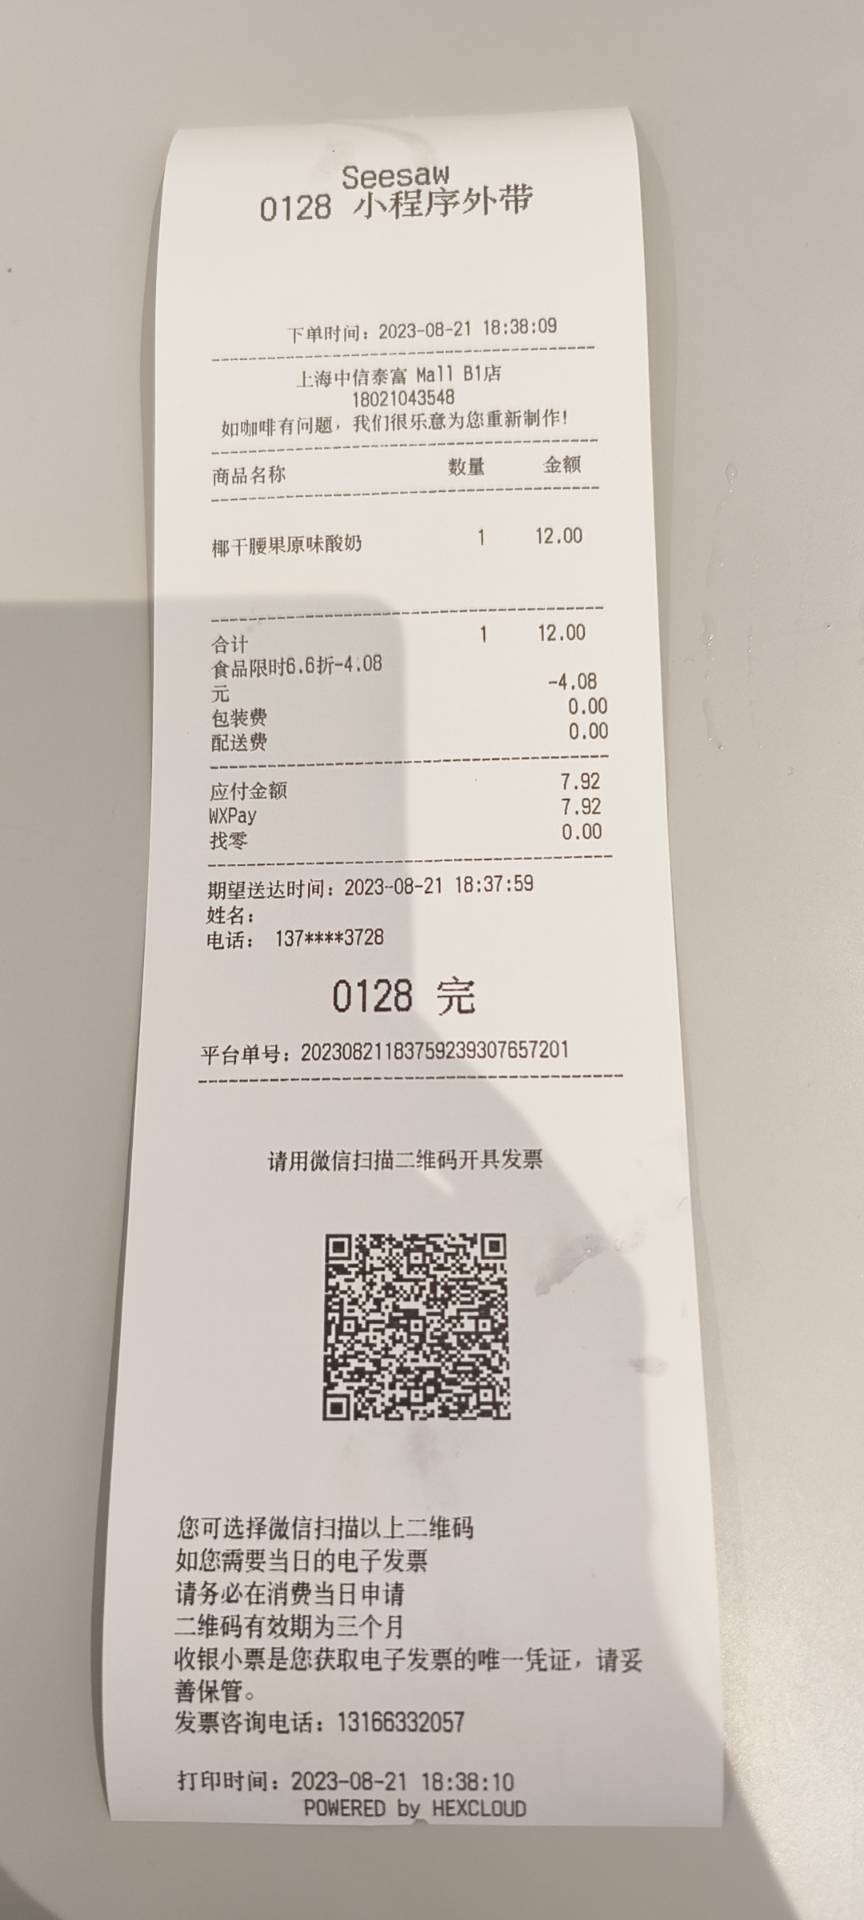 Seesaw
0128 小程序外带
下单时间：2023-08-21 18:38:09
上海中信泰富 Mall B1店
18021043548
如咖啡有问题，我们很乐意为您重新制作！
商品名称 数量 金额
椰干腰果原味酸奶 1 12.00
合计 1 12.00
食品限时6.6折-4.08
元 -4.08
包装费 0.00
配送费 0.00
应付金额 7.92
WXPay 7.92
找零 0.00
期望送达时间：2023-08-21 18:37:59
姓名：
电话： 137****3728
0128 完
平台单号：20230821183759239307657201
请用微信扫描二维码开具发票
您可选择微信扫描以上二维码
如您需要当日的电子发票
请务必在消费当日申请
二维码有效期为三个月
收银小票是您获取电子发票的唯一凭证，请妥
善保管。
发票咨询电话：13166332057
打印时间：2023-08-21 18:38:10
POWERED by HEXCLOUD